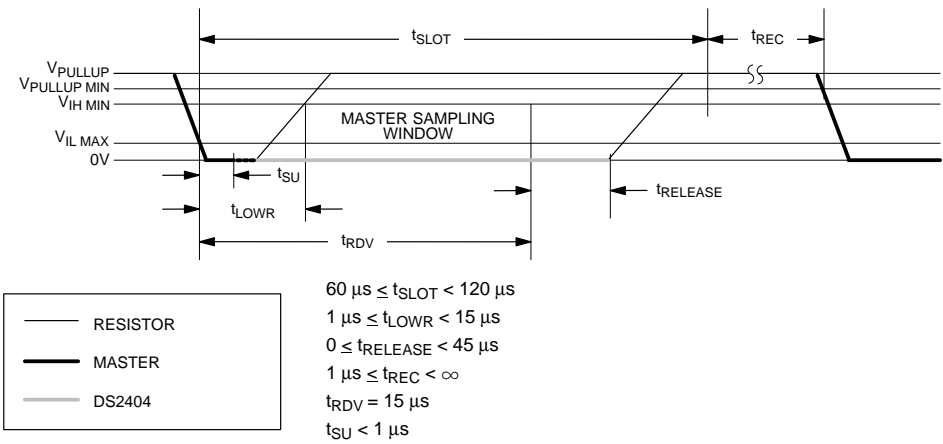 tSLOT
tREC
VPULLUP
VPULLUP MIN
VIH MIN
MASTER SAMPLING
WINDOW
VIL MAX
0V
tSU
tRELEASE
tLOWR
tRDV
60 μs ≤ tSLOT < 120 μs
1 μs ≤ tLOWR < 15 μs
0 ≤ tRELEASE < 45 μs
1 μs ≤ tREC < ∞
tRDV = 15 μs
tSU < 1 μs
RESISTOR
MASTER
DS2404